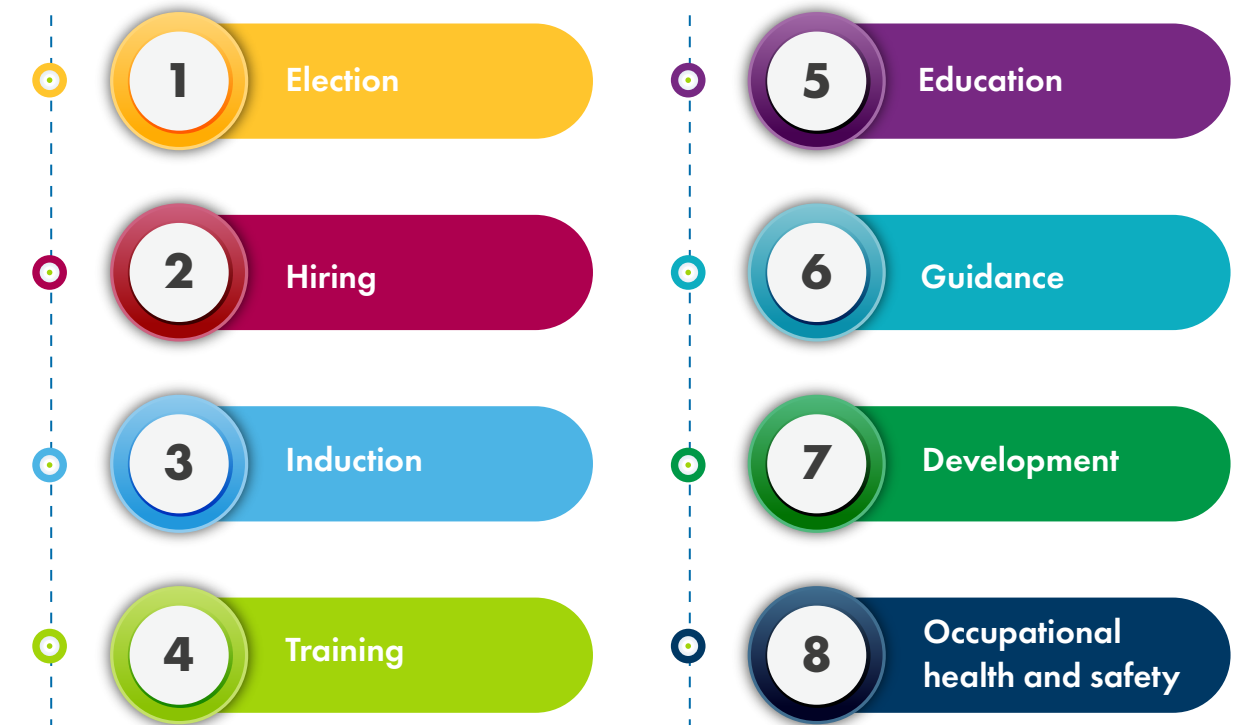 1
Election
2
Hiring
3
Induction
4
Training
5
Education
6
Guidance
7
Development
8
Occupational
health and safety